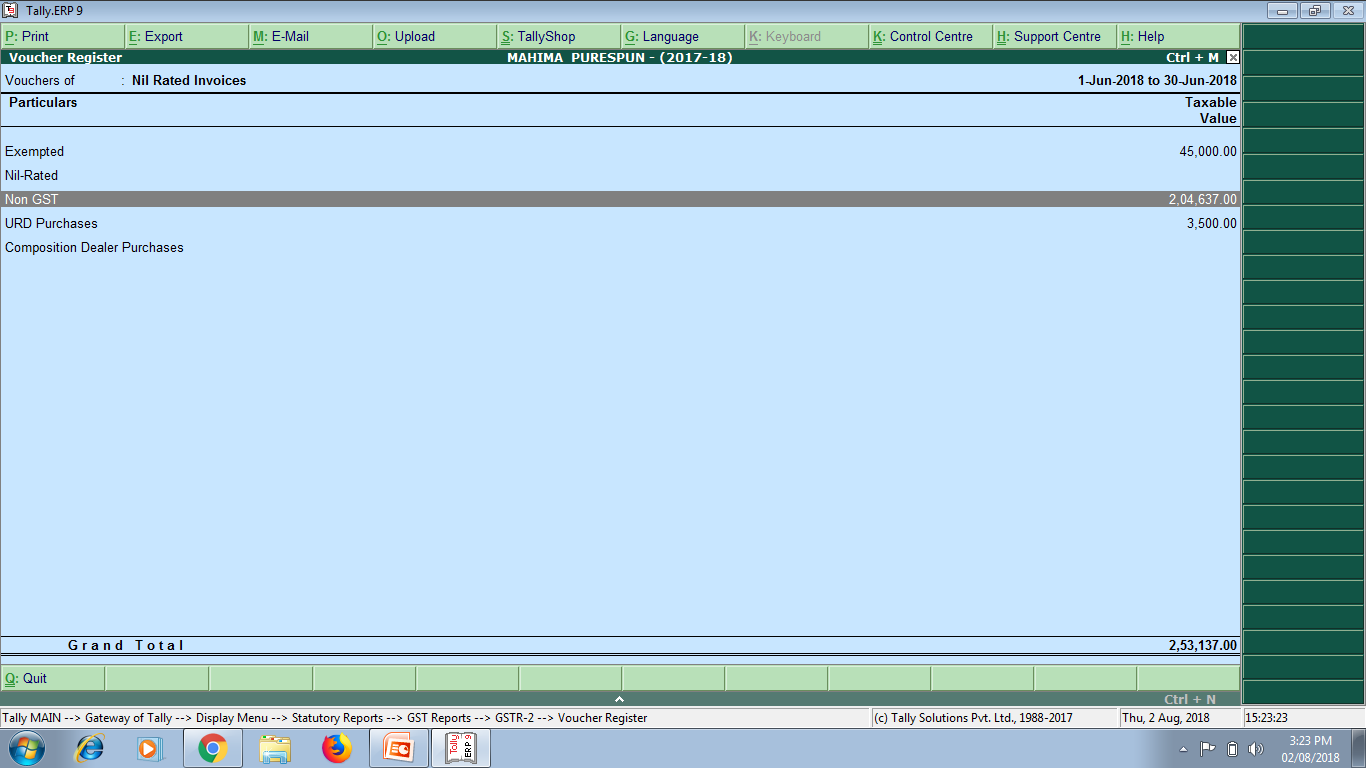 Tally.ERP 9
P: Print E: Export M: E-Mail O: Upload S: TallyShop G: Language K: Keyboard K: Control Centre H: Support Centre H: Help
Voucher Register MAHIMA PURESPUN - (2017-18) Ctrl + M
Vouchers of : Nil Rated Invoices 1-Jun-2018 to 30-Jun-2018
Particulars Taxable
Value
Exempted 45,000.00
Nil-Rated
Non GST 2,04,637.00
URD Purchases 3,500.00
Composition Dealer Purchases
Grand Total 2,53,137.00
Q: Quit
Ctrl + N
Tally MAIN --> Gateway of Tally --> Display Menu --> Statutory Reports --> GST Reports --> GSTR-2 --> Voucher Register (c) Tally Solutions Pvt. Ltd., 1988-2017 Thu, 2 Aug, 2018 15:23:23
Tally ERP 9
3:23 PM
02/08/2018